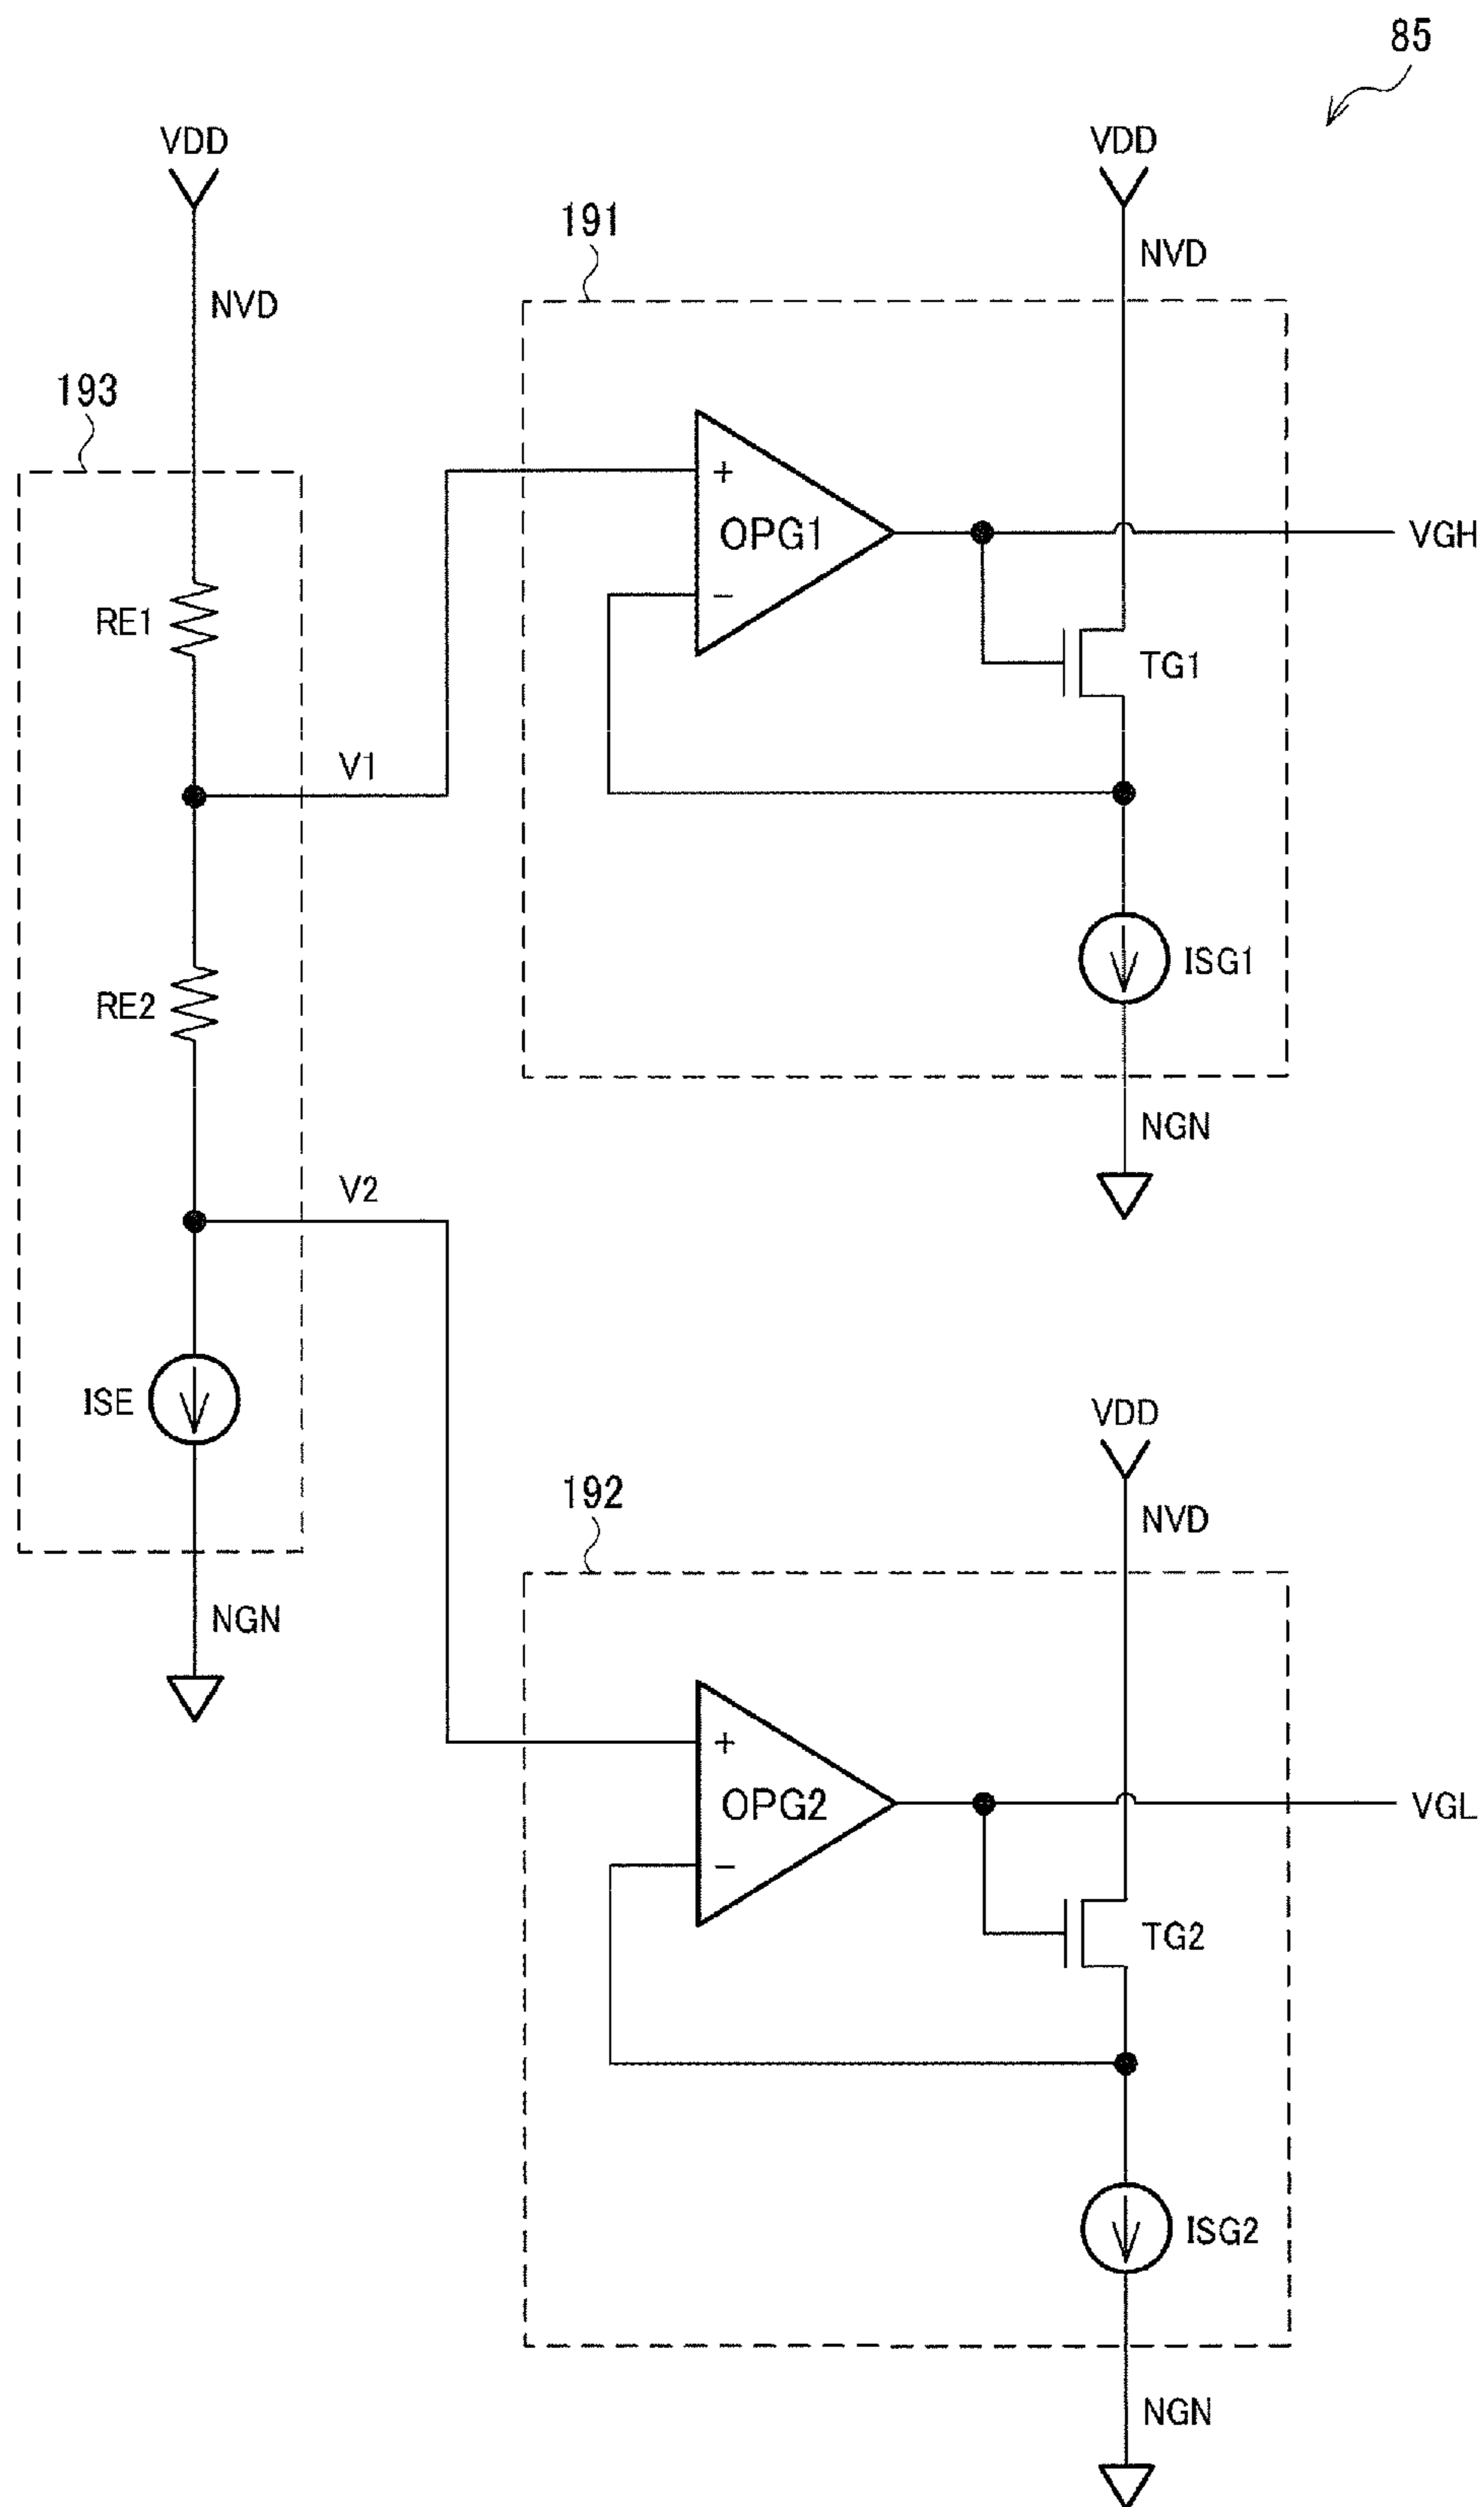 85
VDD
VDD
191
NVD
NVD
193
+
OPG1
VGH
−
RE1
TG1
V1
ISG1
RE2
NGN
V2
ISE
VDD
192
NVD
NGN
+
OPG2
VGL
−
TG2
ISG2
NGN